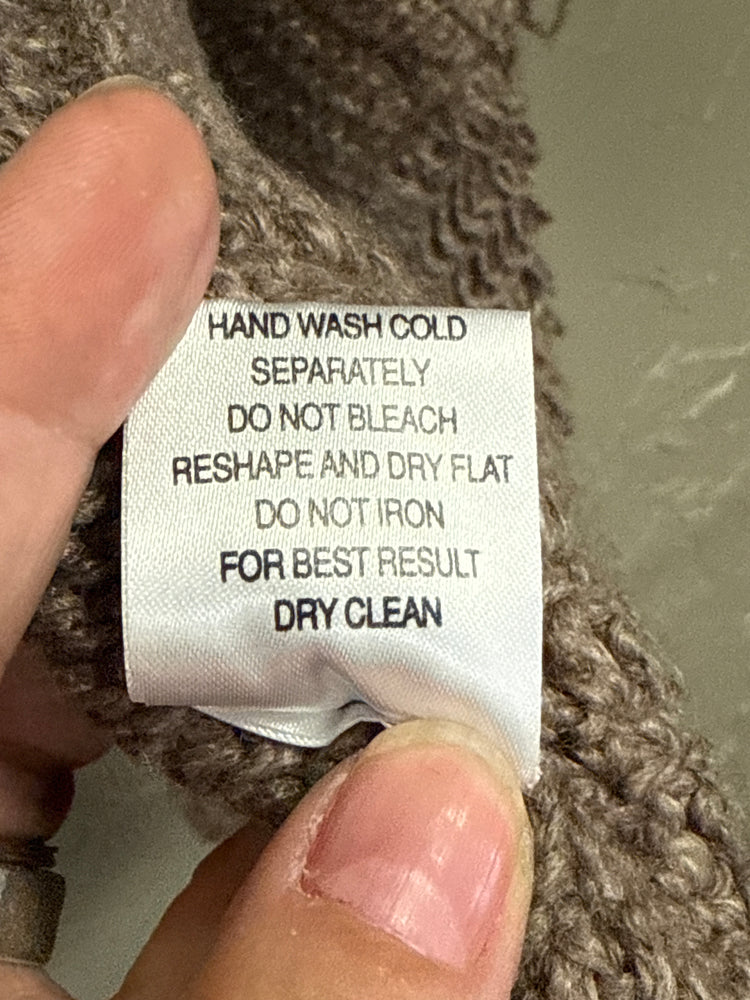 HAND WASH COLD
SEPARATELY
DO NOT BLEACH
RESHAPE AND DRY FLAT
DO NOT IRON
FOR BEST RESULT
DRY CLEAN